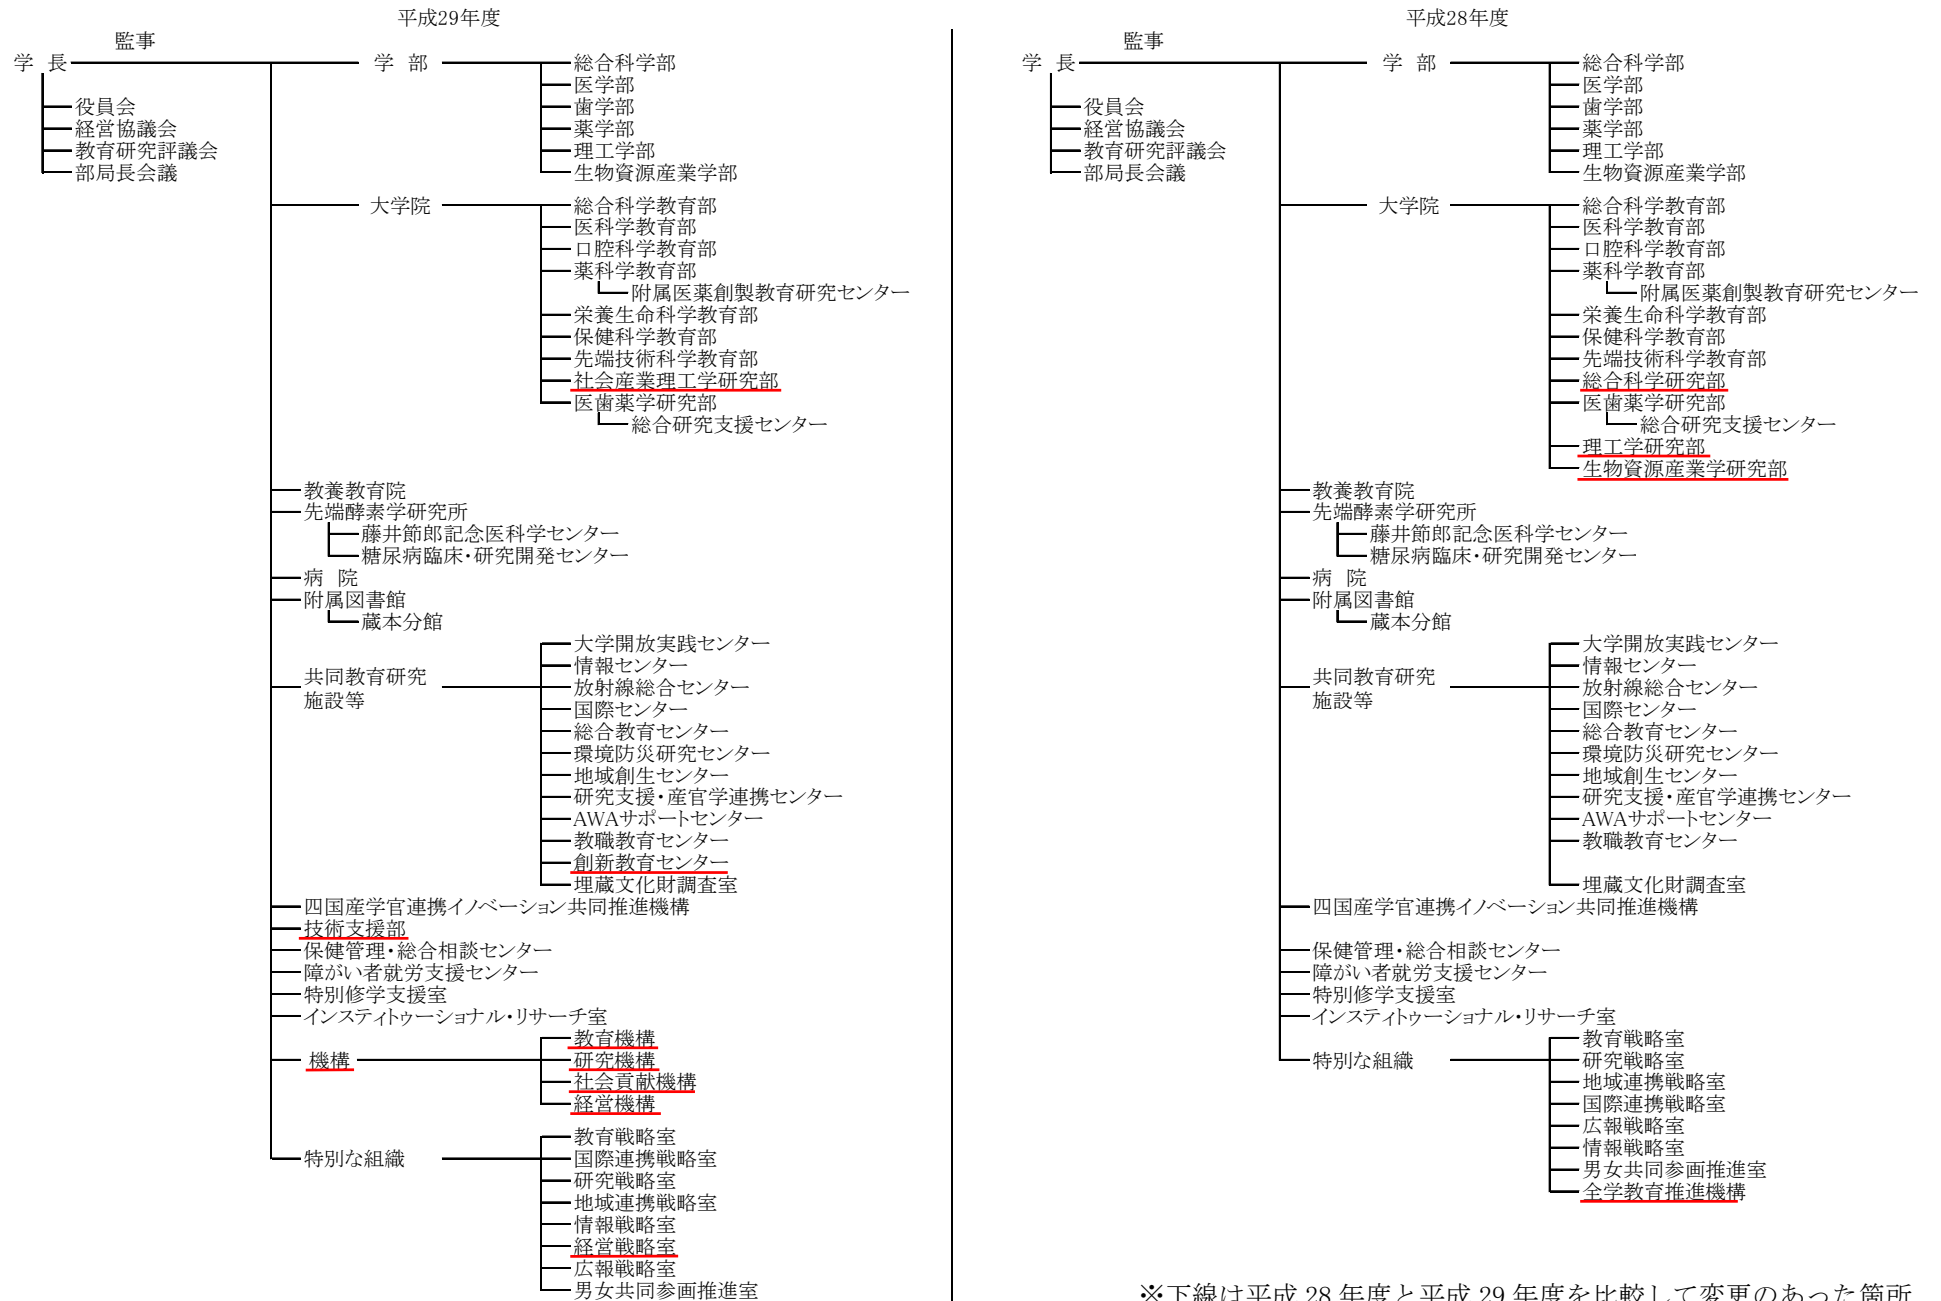 平成29年度
監事
学 長
学 部
総合科学部
医学部
役員会
歯学部
経営協議会
薬学部
教育研究評議会
理工学部
部局長会議
生物資源産業学部
大学院
総合科学教育部
医科学教育部
口腔科学教育部
薬科学教育部
附属医薬創製教育研究センター
栄養生命科学教育部
保健科学教育部
先端技術科学教育部
社会産業理工学研究部
医歯薬学研究部
総合研究支援センター
教養教育院
先端酵素学研究所
藤井節郎記念医科学センター
糖尿病臨床・研究開発センター
病 院
附属図書館
蔵本分館
共同教育研究
施設等
大学開放実践センター
情報センター
放射線総合センター
国際センター
総合教育センター
環境防災研究センター
地域創生センター
研究支援・産官学連携センター
AWAサポートセンター
教職教育センター
創新教育センター
埋蔵文化財調査室
四国産学官連携イノベーション共同推進機構
技術支援部
保健管理・総合相談センター
障がい者就労支援センター
特別修学支援室
インスティトゥーショナル・リサーチ室
機構
教育機構
研究機構
社会貢献機構
経営機構
特別な組織
教育戦略室
国際連携戦略室
研究戦略室
地域連携戦略室
情報戦略室
経営戦略室
広報戦略室
男女共同参画推進室
平成28年度
監事
学 長
学 部
総合科学部
医学部
役員会
歯学部
経営協議会
薬学部
教育研究評議会
理工学部
部局長会議
生物資源産業学部
大学院
総合科学教育部
医科学教育部
口腔科学教育部
薬科学教育部
附属医薬創製教育研究センター
栄養生命科学教育部
保健科学教育部
先端技術科学教育部
総合科学研究部
医歯薬学研究部
総合研究支援センター
理工学研究部
生物資源産業学研究部
教養教育院
先端酵素学研究所
藤井節郎記念医科学センター
糖尿病臨床・研究開発センター
病 院
附属図書館
蔵本分館
共同教育研究
施設等
大学開放実践センター
情報センター
放射線総合センター
国際センター
総合教育センター
環境防災研究センター
地域創生センター
研究支援・産官学連携センター
AWAサポートセンター
教職教育センター
埋蔵文化財調査室
四国産学官連携イノベーション共同推進機構
保健管理・総合相談センター
障がい者就労支援センター
特別修学支援室
インスティトゥーショナル・リサーチ室
特別な組織
教育戦略室
研究戦略室
地域連携戦略室
国際連携戦略室
広報戦略室
情報戦略室
男女共同参画推進室
全学教育推進機構
※下線は平成 28 年度と平成 29 年度を比較して変更のあった箇所